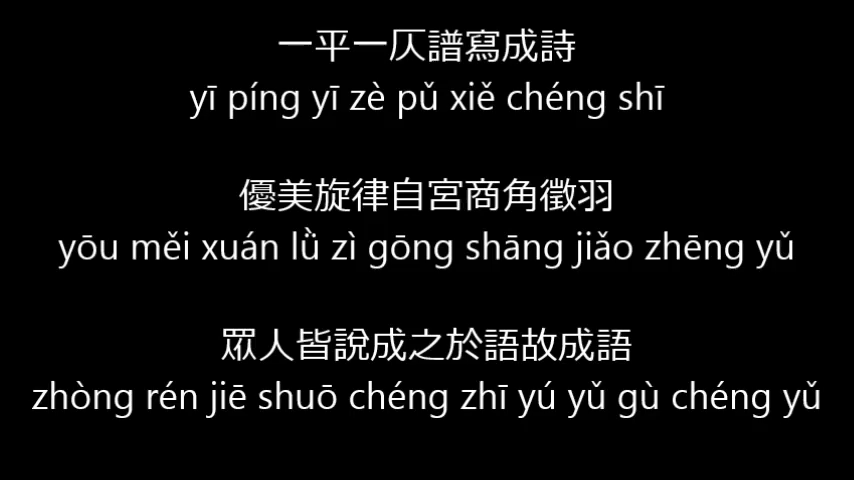 一平一仄譜寫成詩
yī píng yī zè pǔ xiě chéng shī
優美旋律自宮商角徵羽
yōu měi xuán lǜ zì gōng shāng jiǎo zhēng yǔ
眾人皆說成之於語故成語
zhòng rén jiē shuō chéng zhī yú yǔ gù chéng yǔ